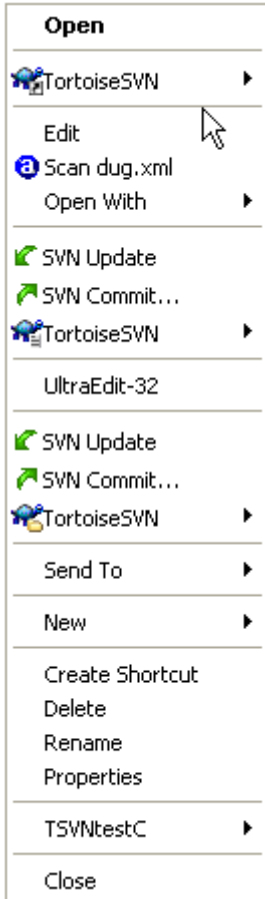 Open
TortoiseSVN
Edit
Scan dug.xml
Open With
SVN Update
SVN Commit...
TortoiseSVN
UltraEdit-32
SVN Update
SVN Commit...
TortoiseSVN
Send To
New
Create Shortcut
Delete
Rename
Properties
TSVNtestC
Close